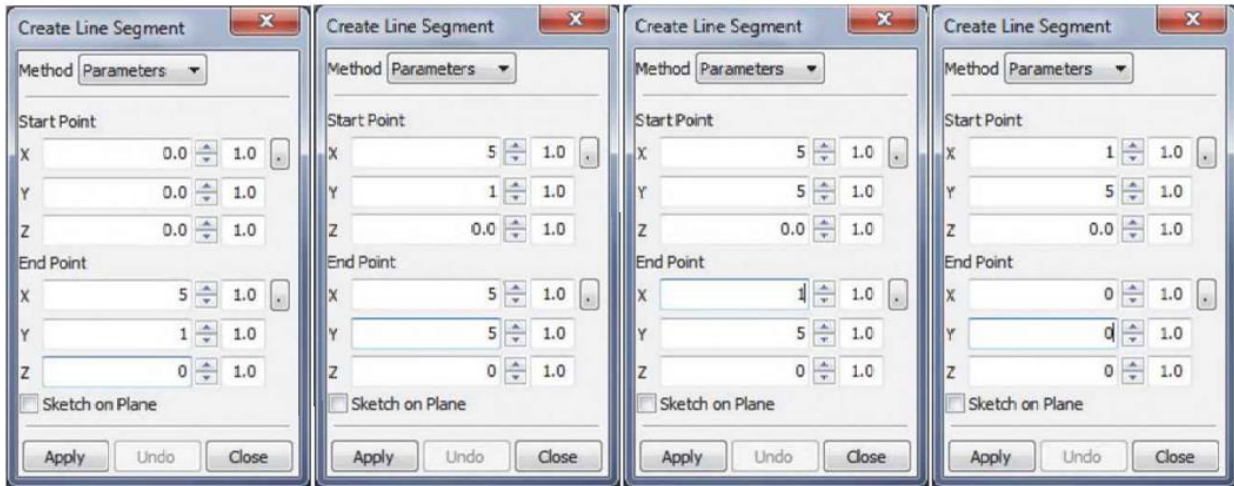 Create Line Segment
Method Parameters
Start Point
X 0.0 1.0 .
Y 0.0 1.0
Z 0.0 1.0
End Point
X 5 1.0 .
Y 1 1.0
Z 0 1.0
Sketch on Plane
Apply Undo Close
Create Line Segment
Method Parameters
Start Point
X 5 1.0 .
Y 1 1.0
Z 0.0 1.0
End Point
X 5 1.0 .
Y 5 1.0
Z 0 1.0
Sketch on Plane
Apply Undo Close
Create Line Segment
Method Parameters
Start Point
X 5 1.0 .
Y 5 1.0
Z 0.0 1.0
End Point
X 1 1.0 .
Y 5 1.0
Z 0 1.0
Sketch on Plane
Apply Undo Close
Create Line Segment
Method Parameters
Start Point
X 1 1.0 .
Y 5 1.0
Z 0.0 1.0
End Point
X 0 1.0 .
Y 0 1.0
Z 0 1.0
Sketch on Plane
Apply Undo Close